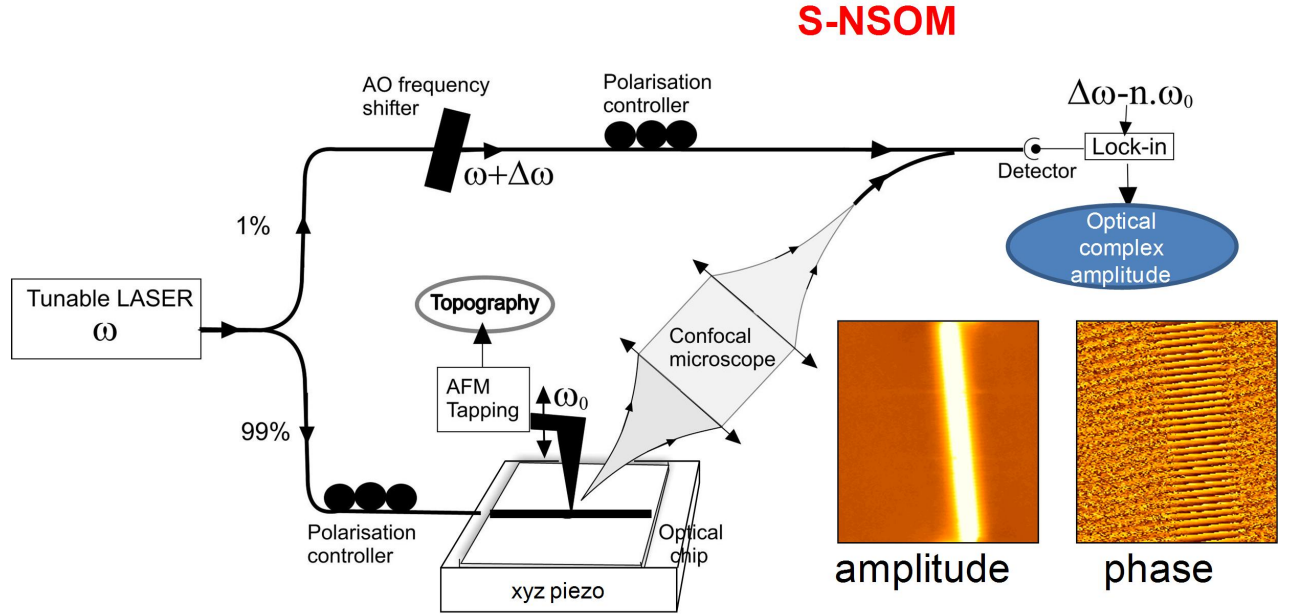 S-NSOM
AO frequency
shifter
Polarisation
controller
Δω-n.ω₀
Lock-in
Detector
ω+Δω
1%
Optical
complex
amplitude
Tunable LASER
ω
Topography
Confocal
microscope
AFM
Tapping
ω₀
99%
Polarisation
controller
Optical
chip
xyz piezo
amplitude
phase